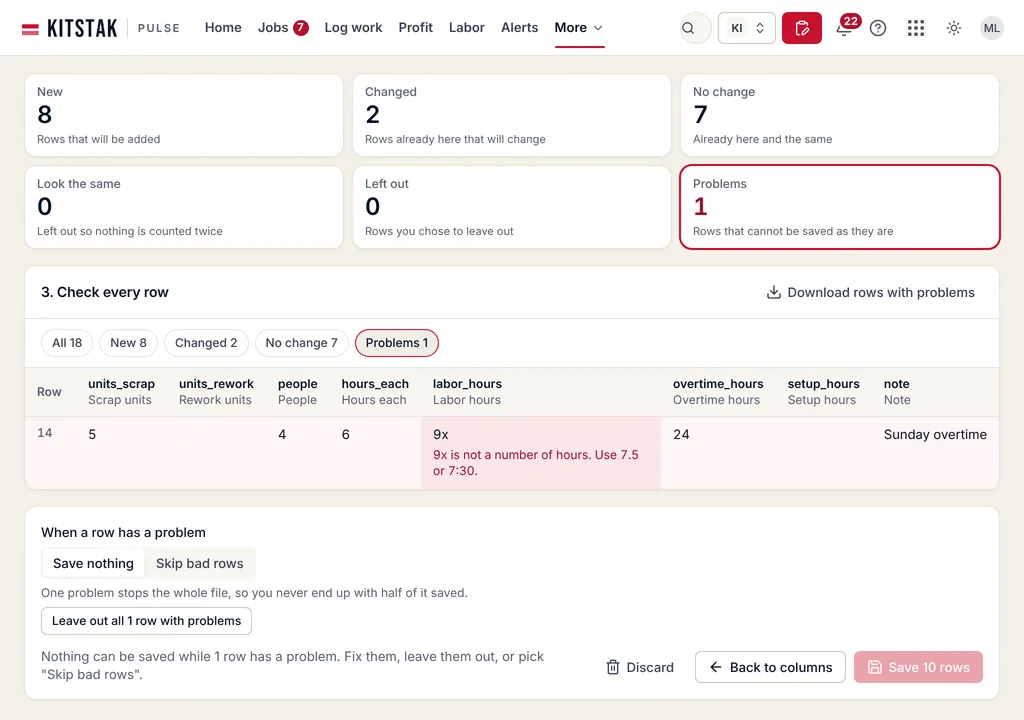 KITSTAK PULSE Home Jobs 7 Log work Profit Labor Alerts More KI 22 ML
New Changed No change
8 2 7
Rows that will be added Rows already here that will change Already here and the same
Look the same Left out Problems
0 0 1
Left out so nothing is counted twice Rows you chose to leave out Rows that cannot be saved as they are
3. Check every row Download rows with problems
All 18 New 8 Changed 2 No change 7 Problems 1
Row units_scrap units_rework people hours_each labor_hours overtime_hours setup_hours note
Scrap units Rework units People Hours each Labor hours Overtime hours Setup hours Note
14 5 4 6 9x 24 Sunday overtime
9x is not a number of hours. Use 7.5
or 7:30.
When a row has a problem
Save nothing Skip bad rows
One problem stops the whole file, so you never end up with half of it saved.
Leave out all 1 row with problems
Nothing can be saved while 1 row has a problem. Fix them, leave them out, or pick
"Skip bad rows".
Discard Back to columns Save 10 rows